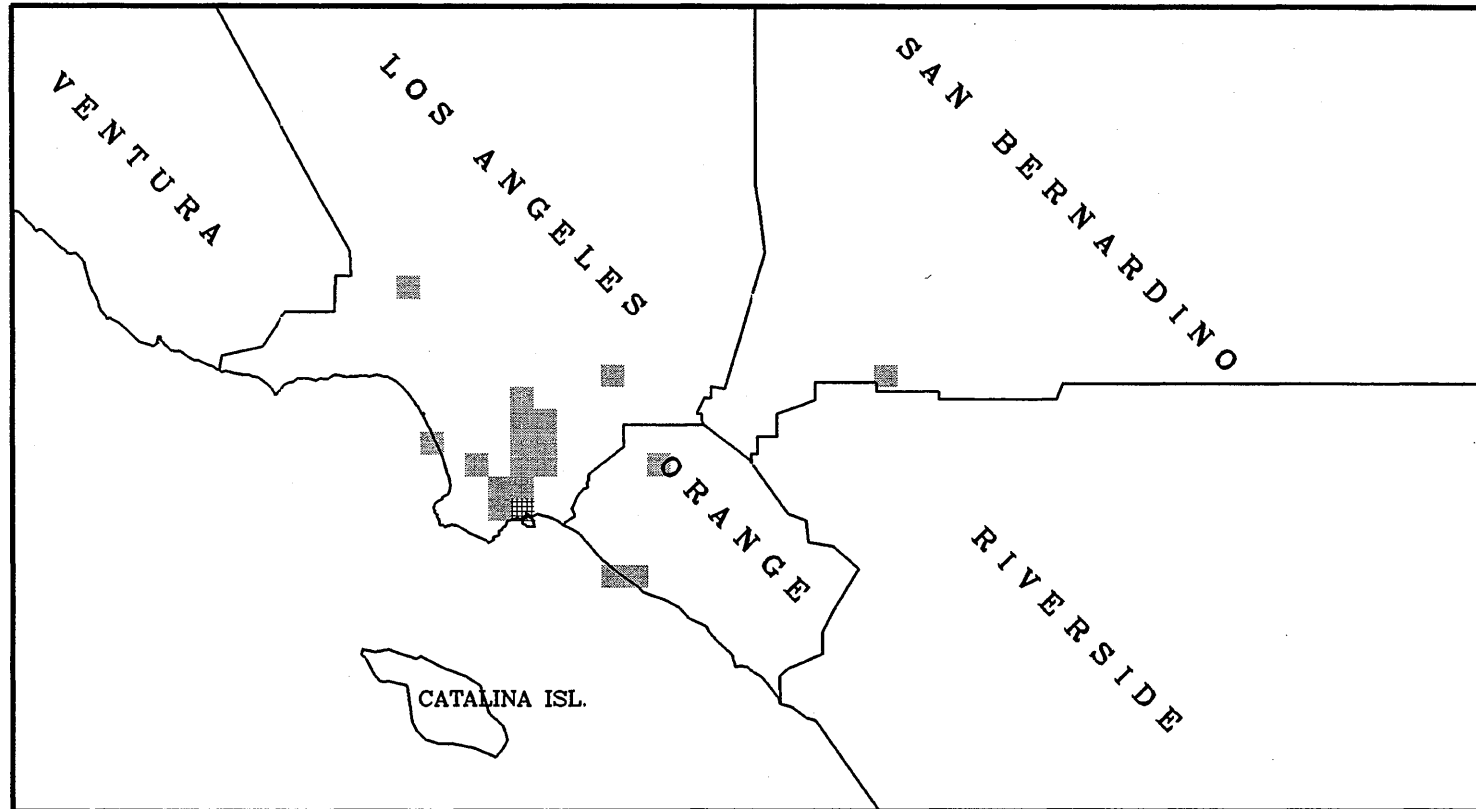 VENTURA
LOS ANGELES
SAN BERNARDINO
ORANGE
RIVERSIDE
CATALINA ISL.